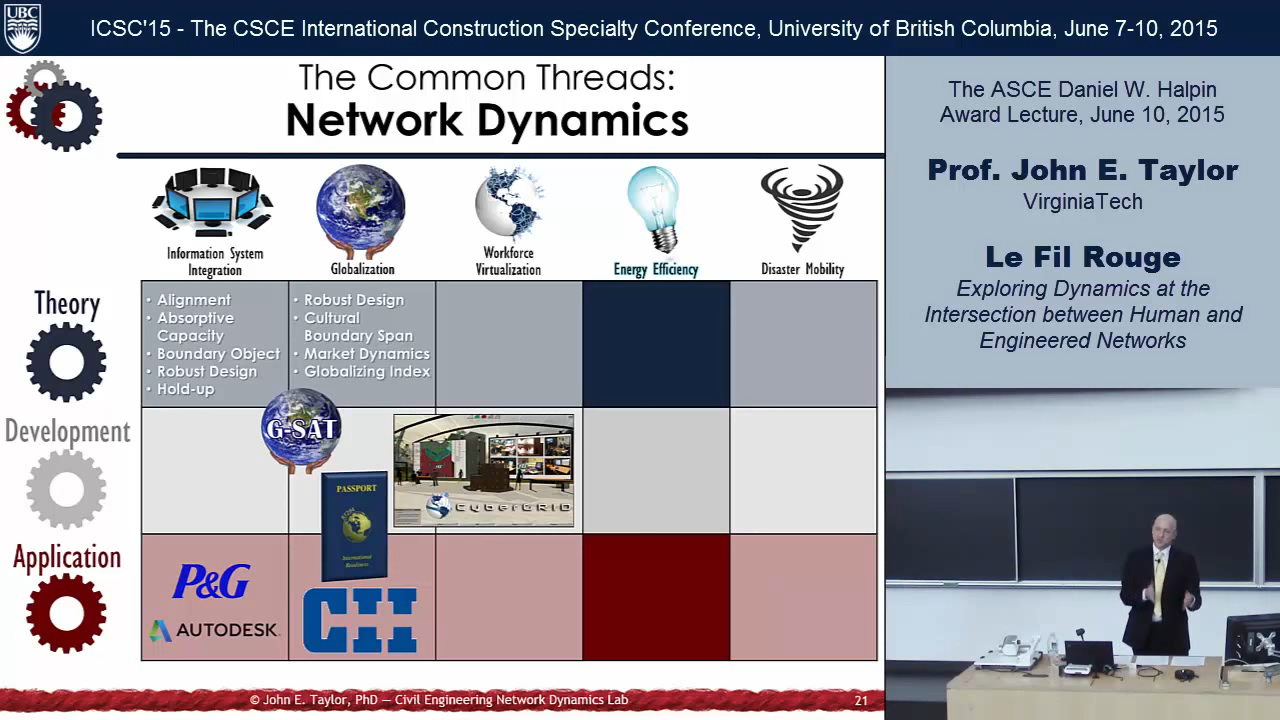 UBC
ICSC'15 - The CSCE International Construction Specialty Conference, University of British Columbia, June 7-10, 2015
The Common Threads:
Network Dynamics
Information System
Integration
Globalization
Workforce
Virtualization
Energy Efficiency
Disaster Mobility
Theory
• Alignment
• Absorptive
Capacity
• Boundary Object
• Robust Design
• Hold-up
• Robust Design
• Cultural
Boundary Span
• Market Dynamics
• Globalizing Index
Development
G-SAT
PASSPORT
International
Readiness
CYBERGRID
Application
P&G
AUTODESK.
CII
© John E. Taylor, PhD — Civil Engineering Network Dynamics Lab
21
The ASCE Daniel W. Halpin
Award Lecture, June 10, 2015
Prof. John E. Taylor
VirginiaTech
Le Fil Rouge
Exploring Dynamics at the
Intersection between Human and
Engineered Networks